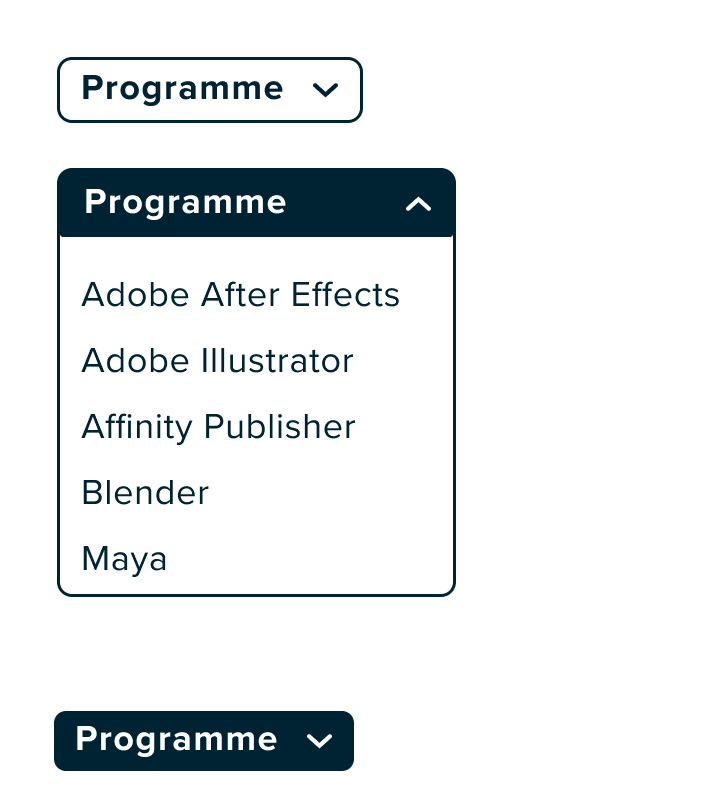 Programme
Programme
Adobe After Effects
Adobe Illustrator
Affinity Publisher
Blender
Maya
Programme